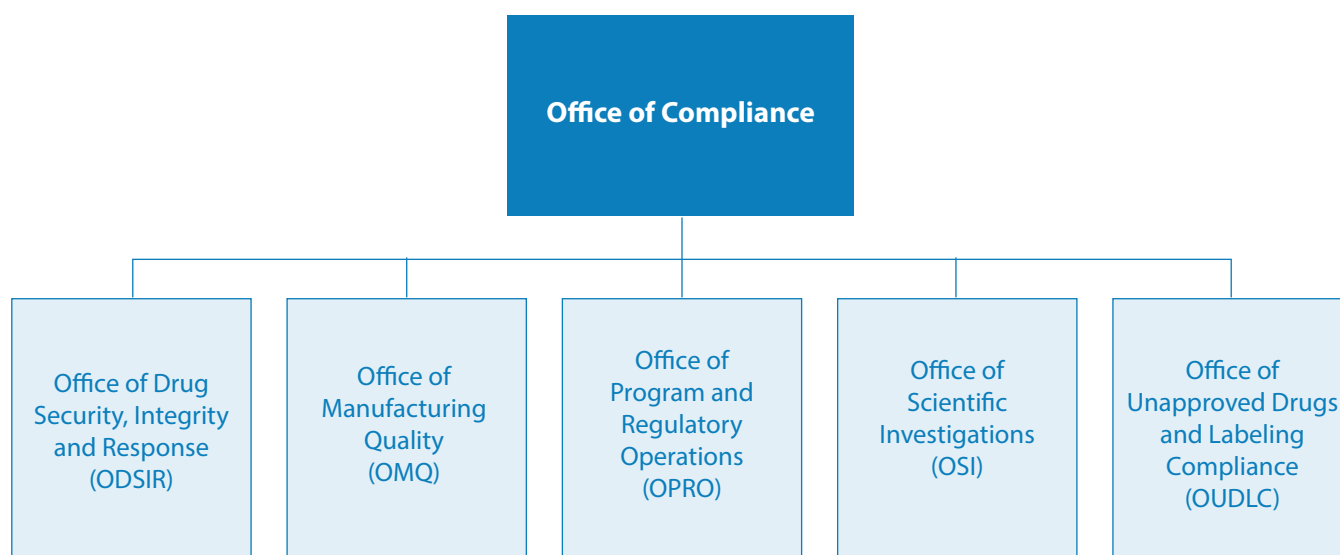 Office of Compliance
Office of Drug
Security, Integrity
and Response
(ODSIR)
Office of
Manufacturing
Quality
(OMQ)
Office of
Program and
Regulatory
Operations
(OPRO)
Office of
Scientific
Investigations
(OSI)
Office of
Unapproved Drugs
and Labeling
Compliance
(OUDLC)